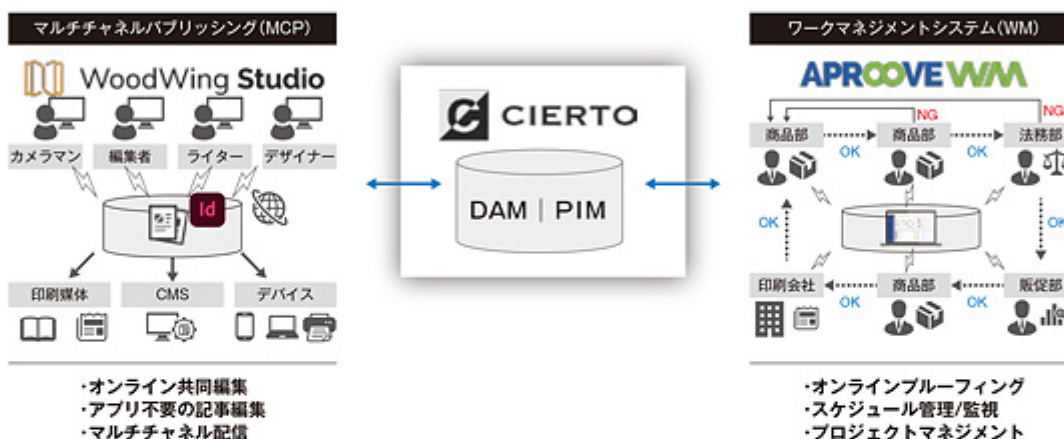 マルチチャネルパブリッシング(MCP)
WoodWing Studio
カメラマン 編集者 ライター デザイナー
Id
印刷媒体 CMS デバイス
・オンライン共同編集
・アプリ不要の記事編集
・マルチチャネル配信
CIERTO
DAM | PIM
ワークマネジメントシステム(WM)
APROOVE WM
NG NG
商品部 OK 商品部 OK 法務部
OK OK
印刷会社 OK 商品部 OK 販促部
・オンラインプルーフィング
・スケジュール管理/監視
・プロジェクトマネジメント